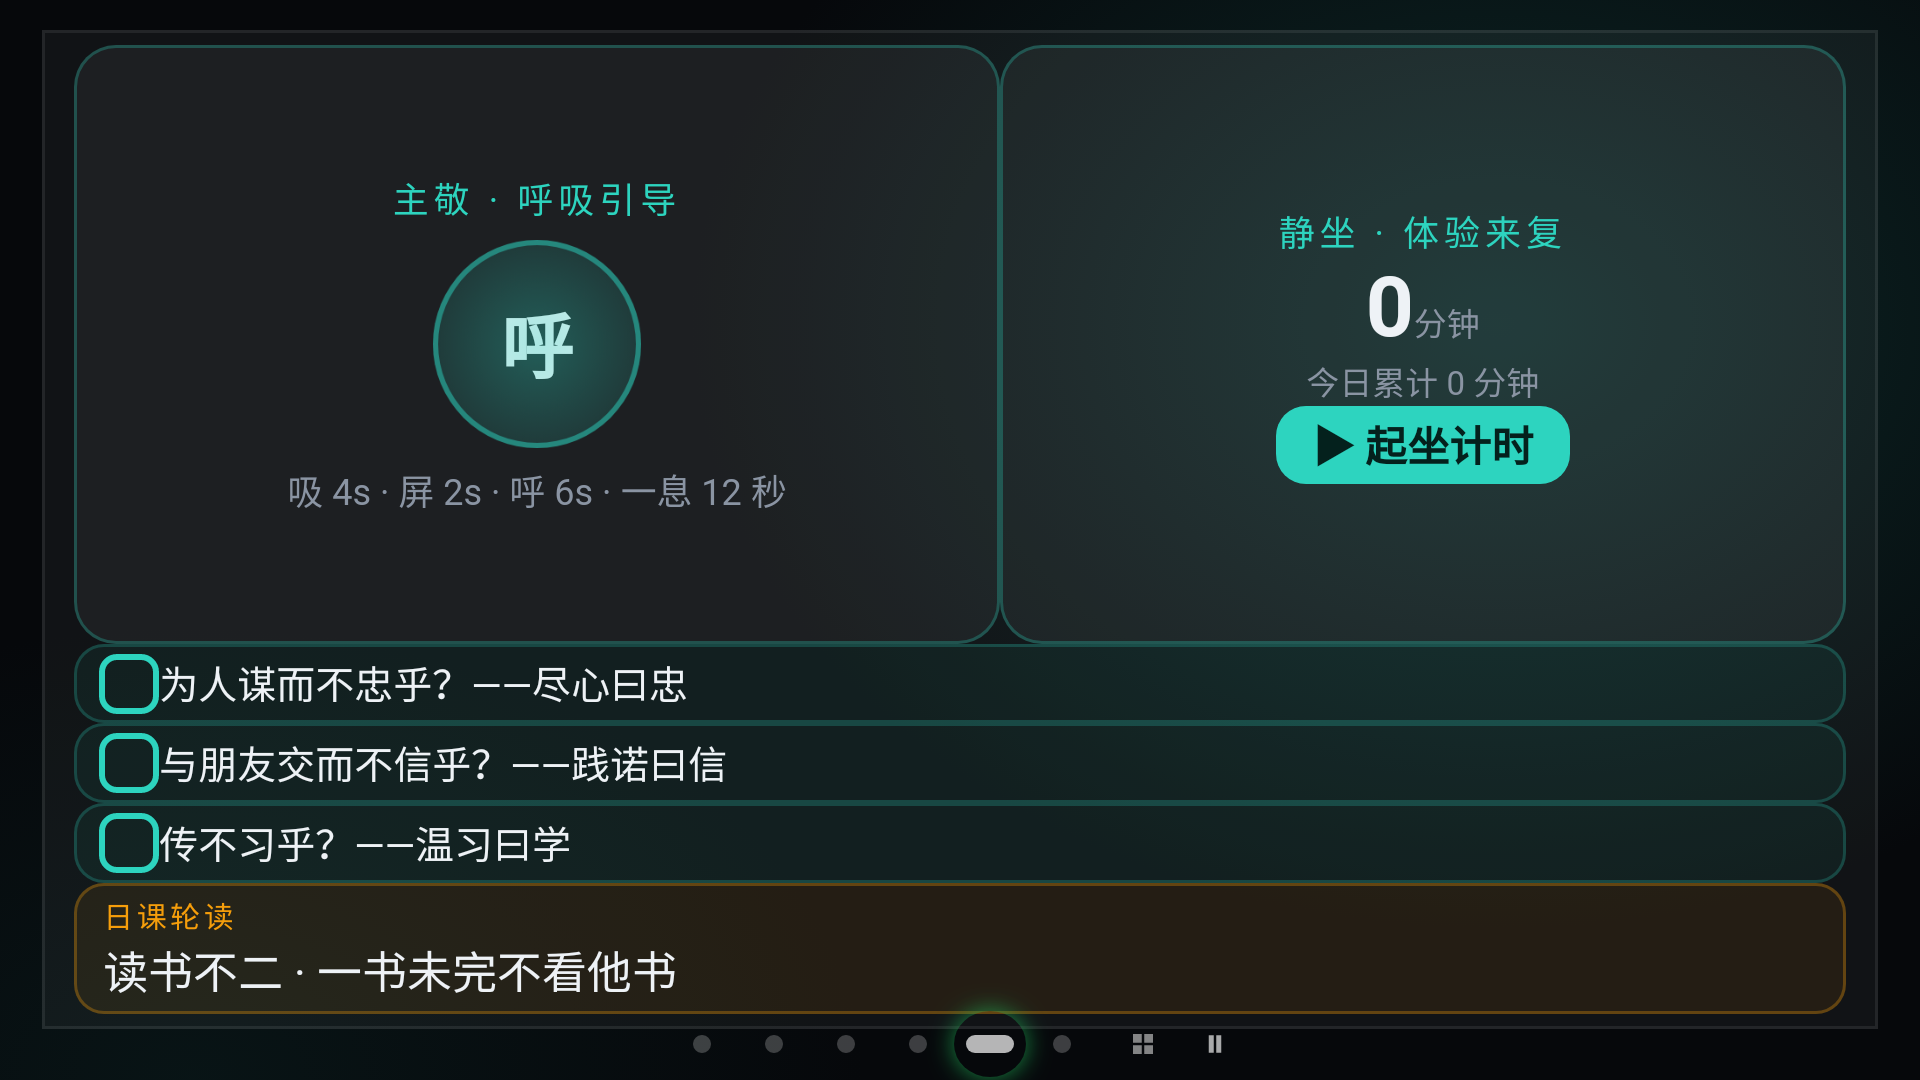 主敬 · 呼吸引导
呼
吸 4s · 屏 2s · 呼 6s · 一息 12 秒
静坐 · 体验来复
0分钟
今日累计 0 分钟
▶ 起坐计时
为人谋而不忠乎？——尽心曰忠
与朋友交而不信乎？——践诺曰信
传不习乎？——温习曰学
日课轮读
读书不二 · 一书未完不看他书